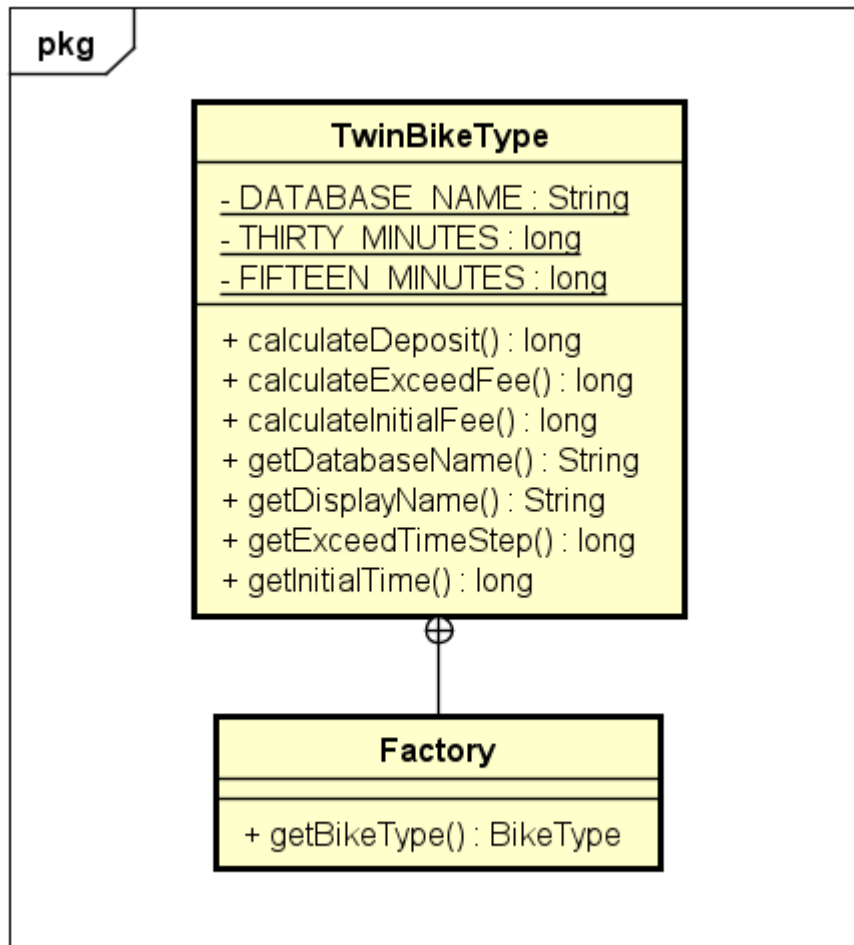 pkg
TwinBikeType
- DATABASE_NAME : String
- THIRTY_MINUTES : long
- FIFTEEN_MINUTES : long
+ calculateDeposit() : long
+ calculateExceedFee() : long
+ calculateInitialFee() : long
+ getDatabaseName() : String
+ getDisplayName() : String
+ getExceedTimeStep() : long
+ getInitialTime() : long
Factory
+ getBikeType() : BikeType